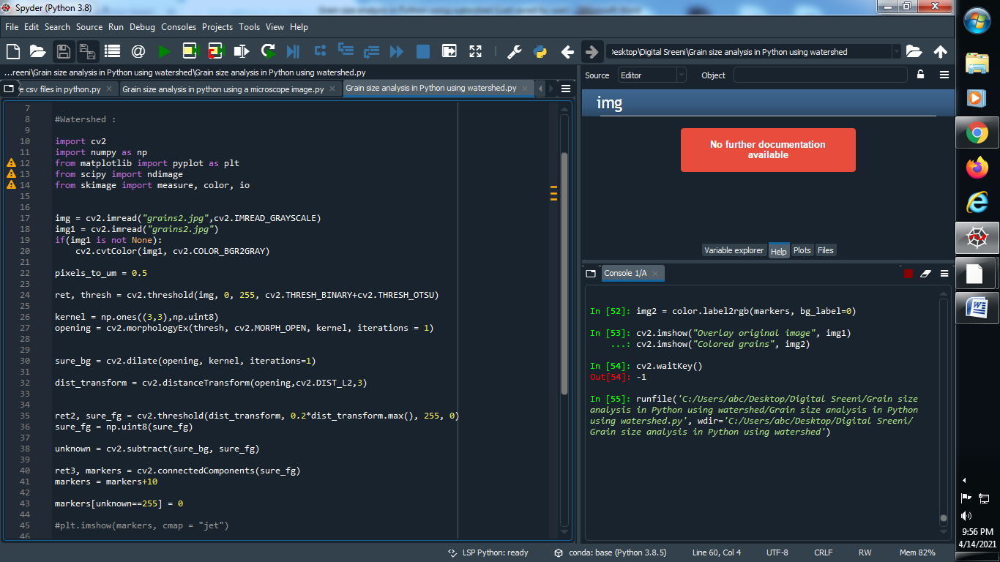 Spyder (Python 3.8)
File Edit Search Source Run Debug Consoles Projects Tools View Help
esktop\Digital Sreeni\Grain size analysis in Python using watershed
...reeni\Grain size analysis in Python using watershed\Grain size analysis in Python using watershed.py
e csv files in python.py
Grain size analysis in python using a microscope image.py
Grain size analysis in Python using watershed.py
7
8 #Watershed :
9
10 import cv2
11 import numpy as np
12 from matplotlib import pyplot as plt
13 from scipy import ndimage
14 from skimage import measure, color, io
15
16
17 img = cv2.imread("grains2.jpg",cv2.IMREAD_GRAYSCALE)
18 img1 = cv2.imread("grains2.jpg")
19 if(img1 is not None):
20 cv2.cvtColor(img1, cv2.COLOR_BGR2GRAY)
21
22 pixels_to_um = 0.5
23
24 ret, thresh = cv2.threshold(img, 0, 255, cv2.THRESH_BINARY+cv2.THRESH_OTSU)
25
26 kernel = np.ones((3,3),np.uint8)
27 opening = cv2.morphologyEx(thresh, cv2.MORPH_OPEN, kernel, iterations = 1)
28
29
30 sure_bg = cv2.dilate(opening, kernel, iterations=1)
31
32 dist_transform = cv2.distanceTransform(opening,cv2.DIST_L2,3)
33
34
35 ret2, sure_fg = cv2.threshold(dist_transform, 0.2*dist_transform.max(), 255, 0)
36 sure_fg = np.uint8(sure_fg)
37
38 unknown = cv2.subtract(sure_bg, sure_fg)
39
40 ret3, markers = cv2.connectedComponents(sure_fg)
41 markers = markers+10
42
43 markers[unknown==255] = 0
44
45 #plt.imshow(markers, cmap = "jet")
46
Source Editor Object
img
No further documentation
available
Variable explorer Help Plots Files
Console 1/A
In [52]: img2 = color.label2rgb(markers, bg_label=0)
In [53]: cv2.imshow("Overlay original image", img1)
...: cv2.imshow("Colored grains", img2)
In [54]: cv2.waitKey()
Out[54]: -1
In [55]: runfile('C:/Users/abc/Desktop/Digital Sreeni/Grain size
analysis in Python using watershed/Grain size analysis in Python
using watershed.py', wdir='C:/Users/abc/Desktop/Digital Sreeni/
Grain size analysis in Python using watershed')
LSP Python: ready conda: base (Python 3.8.5) Line 60, Col 4 UTF-8 CRLF RW Mem 82%
9:56 PM
4/14/2021